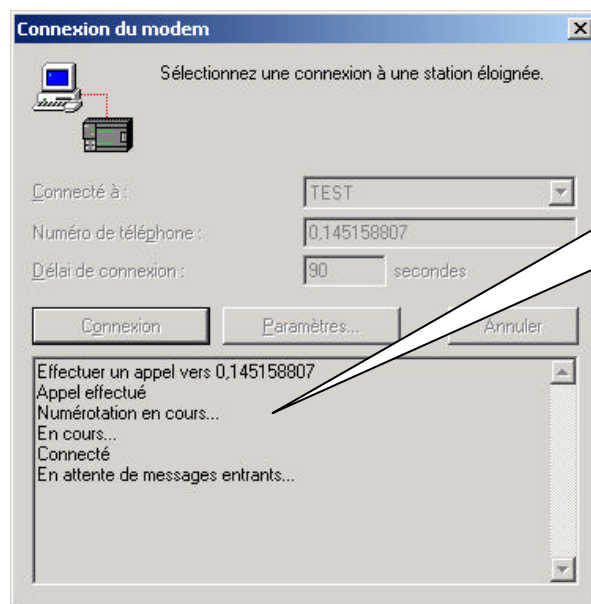 Connexion du modem
Sélectionnez une connexion à une station éloignée.
Connecté à :
TEST
Numéro de téléphone :
0,145158807
Délai de connexion :
90
secondes
Connexion
Paramètres...
Annuler
Effectuer un appel vers 0,145158807
Appel effectué
Numérotation en cours...
En cours...
Connecté
En attente de messages entrants...